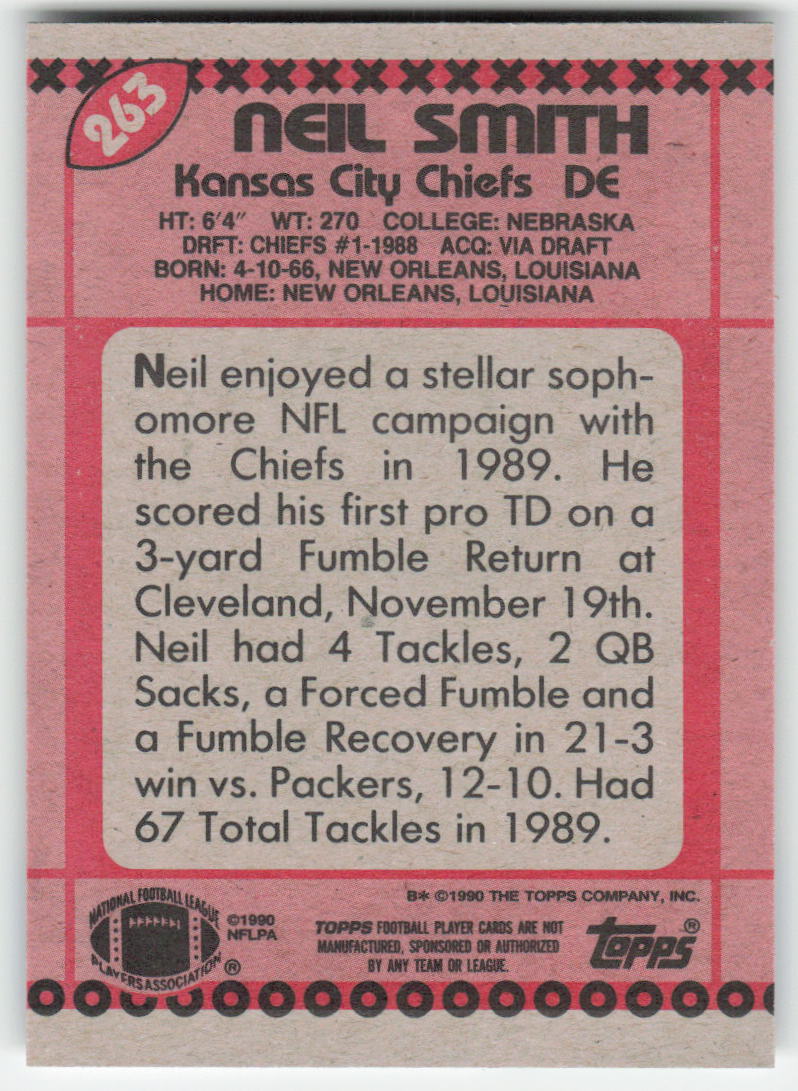 263
NEIL SMITH
Kansas City Chiefs DE
HT: 6'4" WT: 270 COLLEGE: NEBRASKA
DRFT: CHIEFS #1-1988 ACQ: VIA DRAFT
BORN: 4-10-66, NEW ORLEANS, LOUISIANA
HOME: NEW ORLEANS, LOUISIANA
Neil enjoyed a stellar soph-
omore NFL campaign with
the Chiefs in 1989. He
scored his first pro TD on a
3-yard Fumble Return at
Cleveland, November 19th.
Neil had 4 Tackles, 2 QB
Sacks, a Forced Fumble and
a Fumble Recovery in 21-3
win vs. Packers, 12-10. Had
67 Total Tackles in 1989.
B* ©1990 THE TOPPS COMPANY, INC.
NATIONAL FOOTBALL LEAGUE
PLAYERS ASSOCIATION ®
©1990
NFLPA
TOPPS FOOTBALL PLAYER CARDS ARE NOT
MANUFACTURED, SPONSORED OR AUTHORIZED
BY ANY TEAM OR LEAGUE.
topps ®